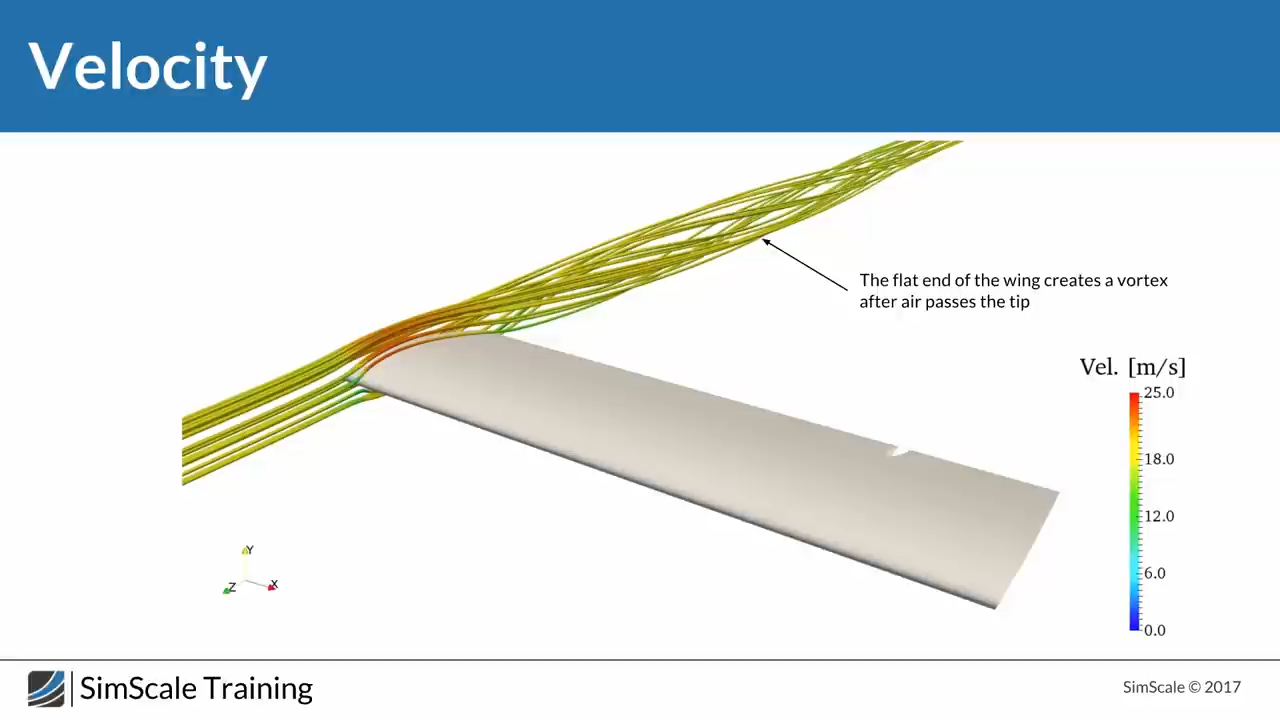 Velocity
The flat end of the wing creates a vortex
after air passes the tip
Vel. [m/s]
25.0
18.0
12.0
6.0
0.0
Y
Z
X
SimScale Training
SimScale © 2017